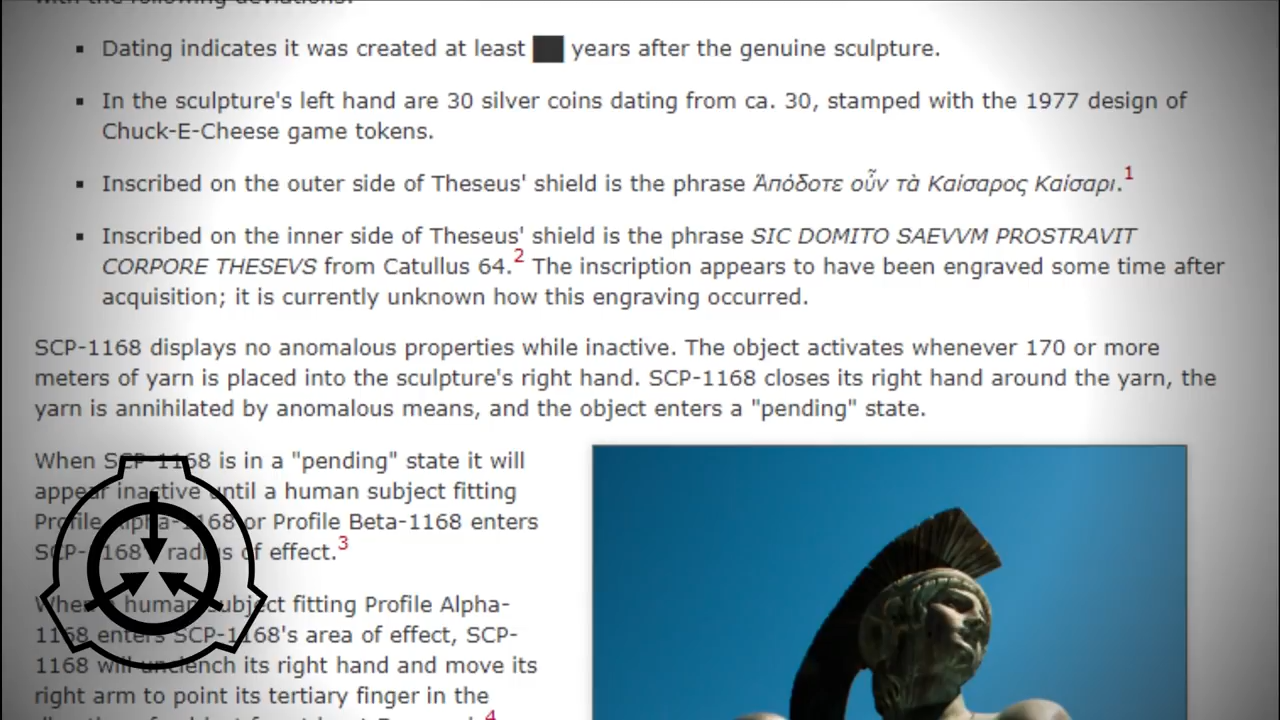 with the following deviations:
Dating indicates it was created at least ██ years after the genuine sculpture.
In the sculpture's left hand are 30 silver coins dating from ca. 30, stamped with the 1977 design of
Chuck-E-Cheese game tokens.
Inscribed on the outer side of Theseus' shield is the phrase Ἀπόδοτε οὖν τὰ Καίσαρος Καίσαρι.1
Inscribed on the inner side of Theseus' shield is the phrase SIC DOMITO SAEVVM PROSTRAVIT
CORPORE THESEVS from Catullus 64.2 The inscription appears to have been engraved some time after
acquisition; it is currently unknown how this engraving occurred.
SCP-1168 displays no anomalous properties while inactive. The object activates whenever 170 or more
meters of yarn is placed into the sculpture's right hand. SCP-1168 closes its right hand around the yarn, the
yarn is annihilated by anomalous means, and the object enters a "pending" state.
When SCP-1168 is in a "pending" state it will
appear inactive until a human subject fitting
Profile Alpha-1168 or Profile Beta-1168 enters
SCP-1168's radius of effect.3
When a human subject fitting Profile Alpha-
1168 enters SCP-1168's area of effect, SCP-
1168 will unclench its right hand and move its
right arm to point its tertiary finger in the
4